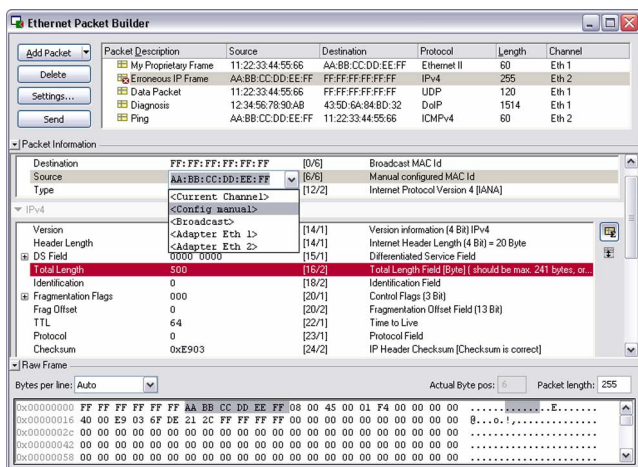 Ethernet Packet Builder
Add Packet
Delete
Settings...
Send
Packet Description Source Destination Protocol Length Channel
My Proprietary Frame 11:22:33:44:55:66 AA:BB:CC:DD:EE:FF Ethernet II 60 Eth 1
Erroneous IP Frame AA:BB:CC:DD:EE:FF FF:FF:FF:FF:FF:FF IPv4 255 Eth 2
Data Packet 11:22:33:44:55:66 FF:FF:FF:FF:FF:FF UDP 120 Eth 1
Diagnosis 12:34:56:78:90:AB 43:5D:6A:84:BD:32 DoIP 1514 Eth 1
Ping AA:BB:CC:DD:EE:FF 11:22:33:44:55:66 ICMPv4 60 Eth 2
Packet Information
Destination FF:FF:FF:FF:FF:FF [0/6] Broadcast MAC Id
Source AA:BB:CC:DD:EE:FF [6/6] Manual configured MAC Id
Type [12/2] Internet Protocol Version 4 [IANA]
<Current Channel>
<Config manual>
<Broadcast>
<Adapter Eth 1>
<Adapter Eth 2>
IPv4
Version [14/1] Version information (4 Bit) IPv4
Header Length [14/1] Internet Header Length (4 Bit) = 20 Byte
DS Field 0000 0000 [15/1] Differentiated Service Field
Total Length 500 [16/2] Total Length Field [Byte] ( should be max. 241 bytes, or...
Identification 0 [18/2] Identification Field
Fragmentation Flags 000 [20/1] Control Flags (3 Bit)
Frag Offset 0 [20/2] Fragmentation Offset Field (13 Bit)
TTL 64 [22/1] Time to Live
Protocol 0 [23/1] Protocol Field
Checksum 0xE903 [24/2] IP Header Checksum [Checksum is correct]
Raw Frame
Bytes per line: Auto Actual Byte pos: 6 Packet length: 255
0x00000000 FF FF FF FF FF FF AA BB CC DD EE FF 08 00 45 00 01 F4 00 00 00 00 ..............E.......
0x00000016 40 00 E9 03 6F DE 21 2C FF FF FF FF 00 00 00 00 00 00 00 00 00 00 @...o.!,..............
0x0000002c 00 00 00 00 00 00 00 00 00 00 00 00 00 00 00 00 00 00 00 00 00 00 ......................
0x00000042 00 00 00 00 00 00 00 00 00 00 00 00 00 00 00 00 00 00 00 00 00 00 ......................
0x00000058 00 00 00 00 00 00 00 00 00 00 00 00 00 00 00 00 00 00 00 00 00 00 ......................